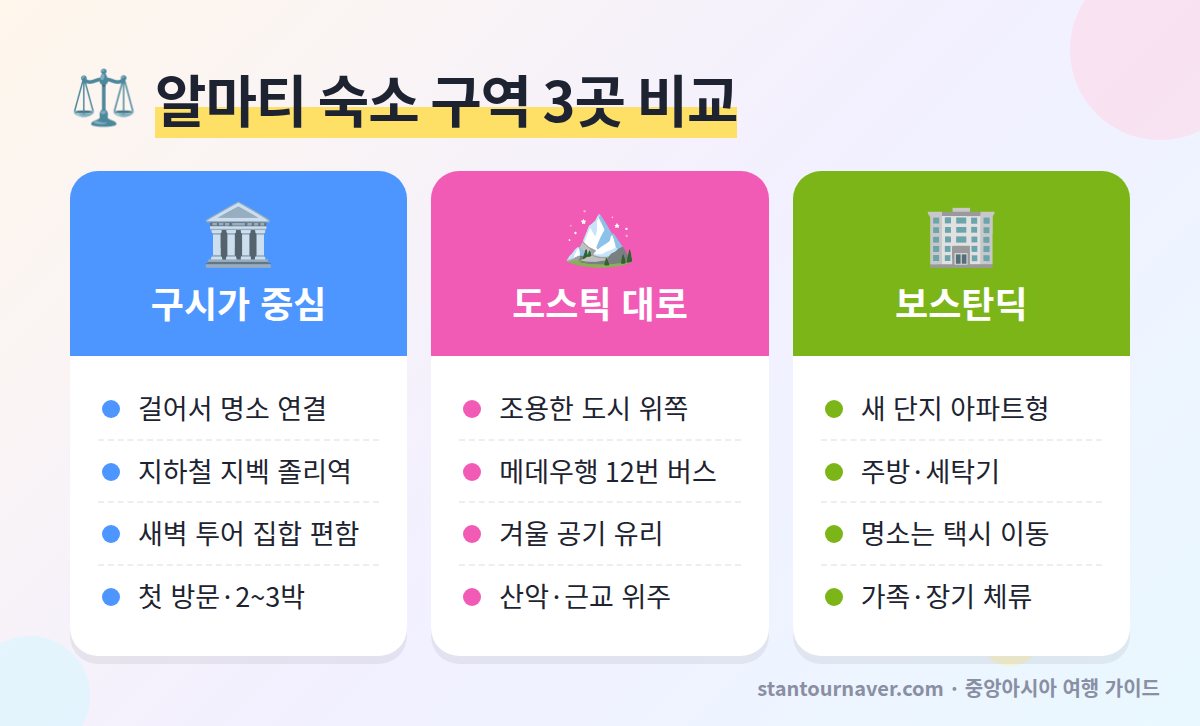 알마티 숙소 구역 3곳 비교
구시가 중심
걸어서 명소 연결
지하철 지벡 졸리역
새벽 투어 집합 편함
첫 방문·2~3박
도스틱 대로
조용한 도시 위쪽
메데우행 12번 버스
겨울 공기 유리
산악·근교 위주
보스탄딕
새 단지 아파트형
주방·세탁기
명소는 택시 이동
가족·장기 체류
stantournaver.com · 중앙아시아 여행 가이드